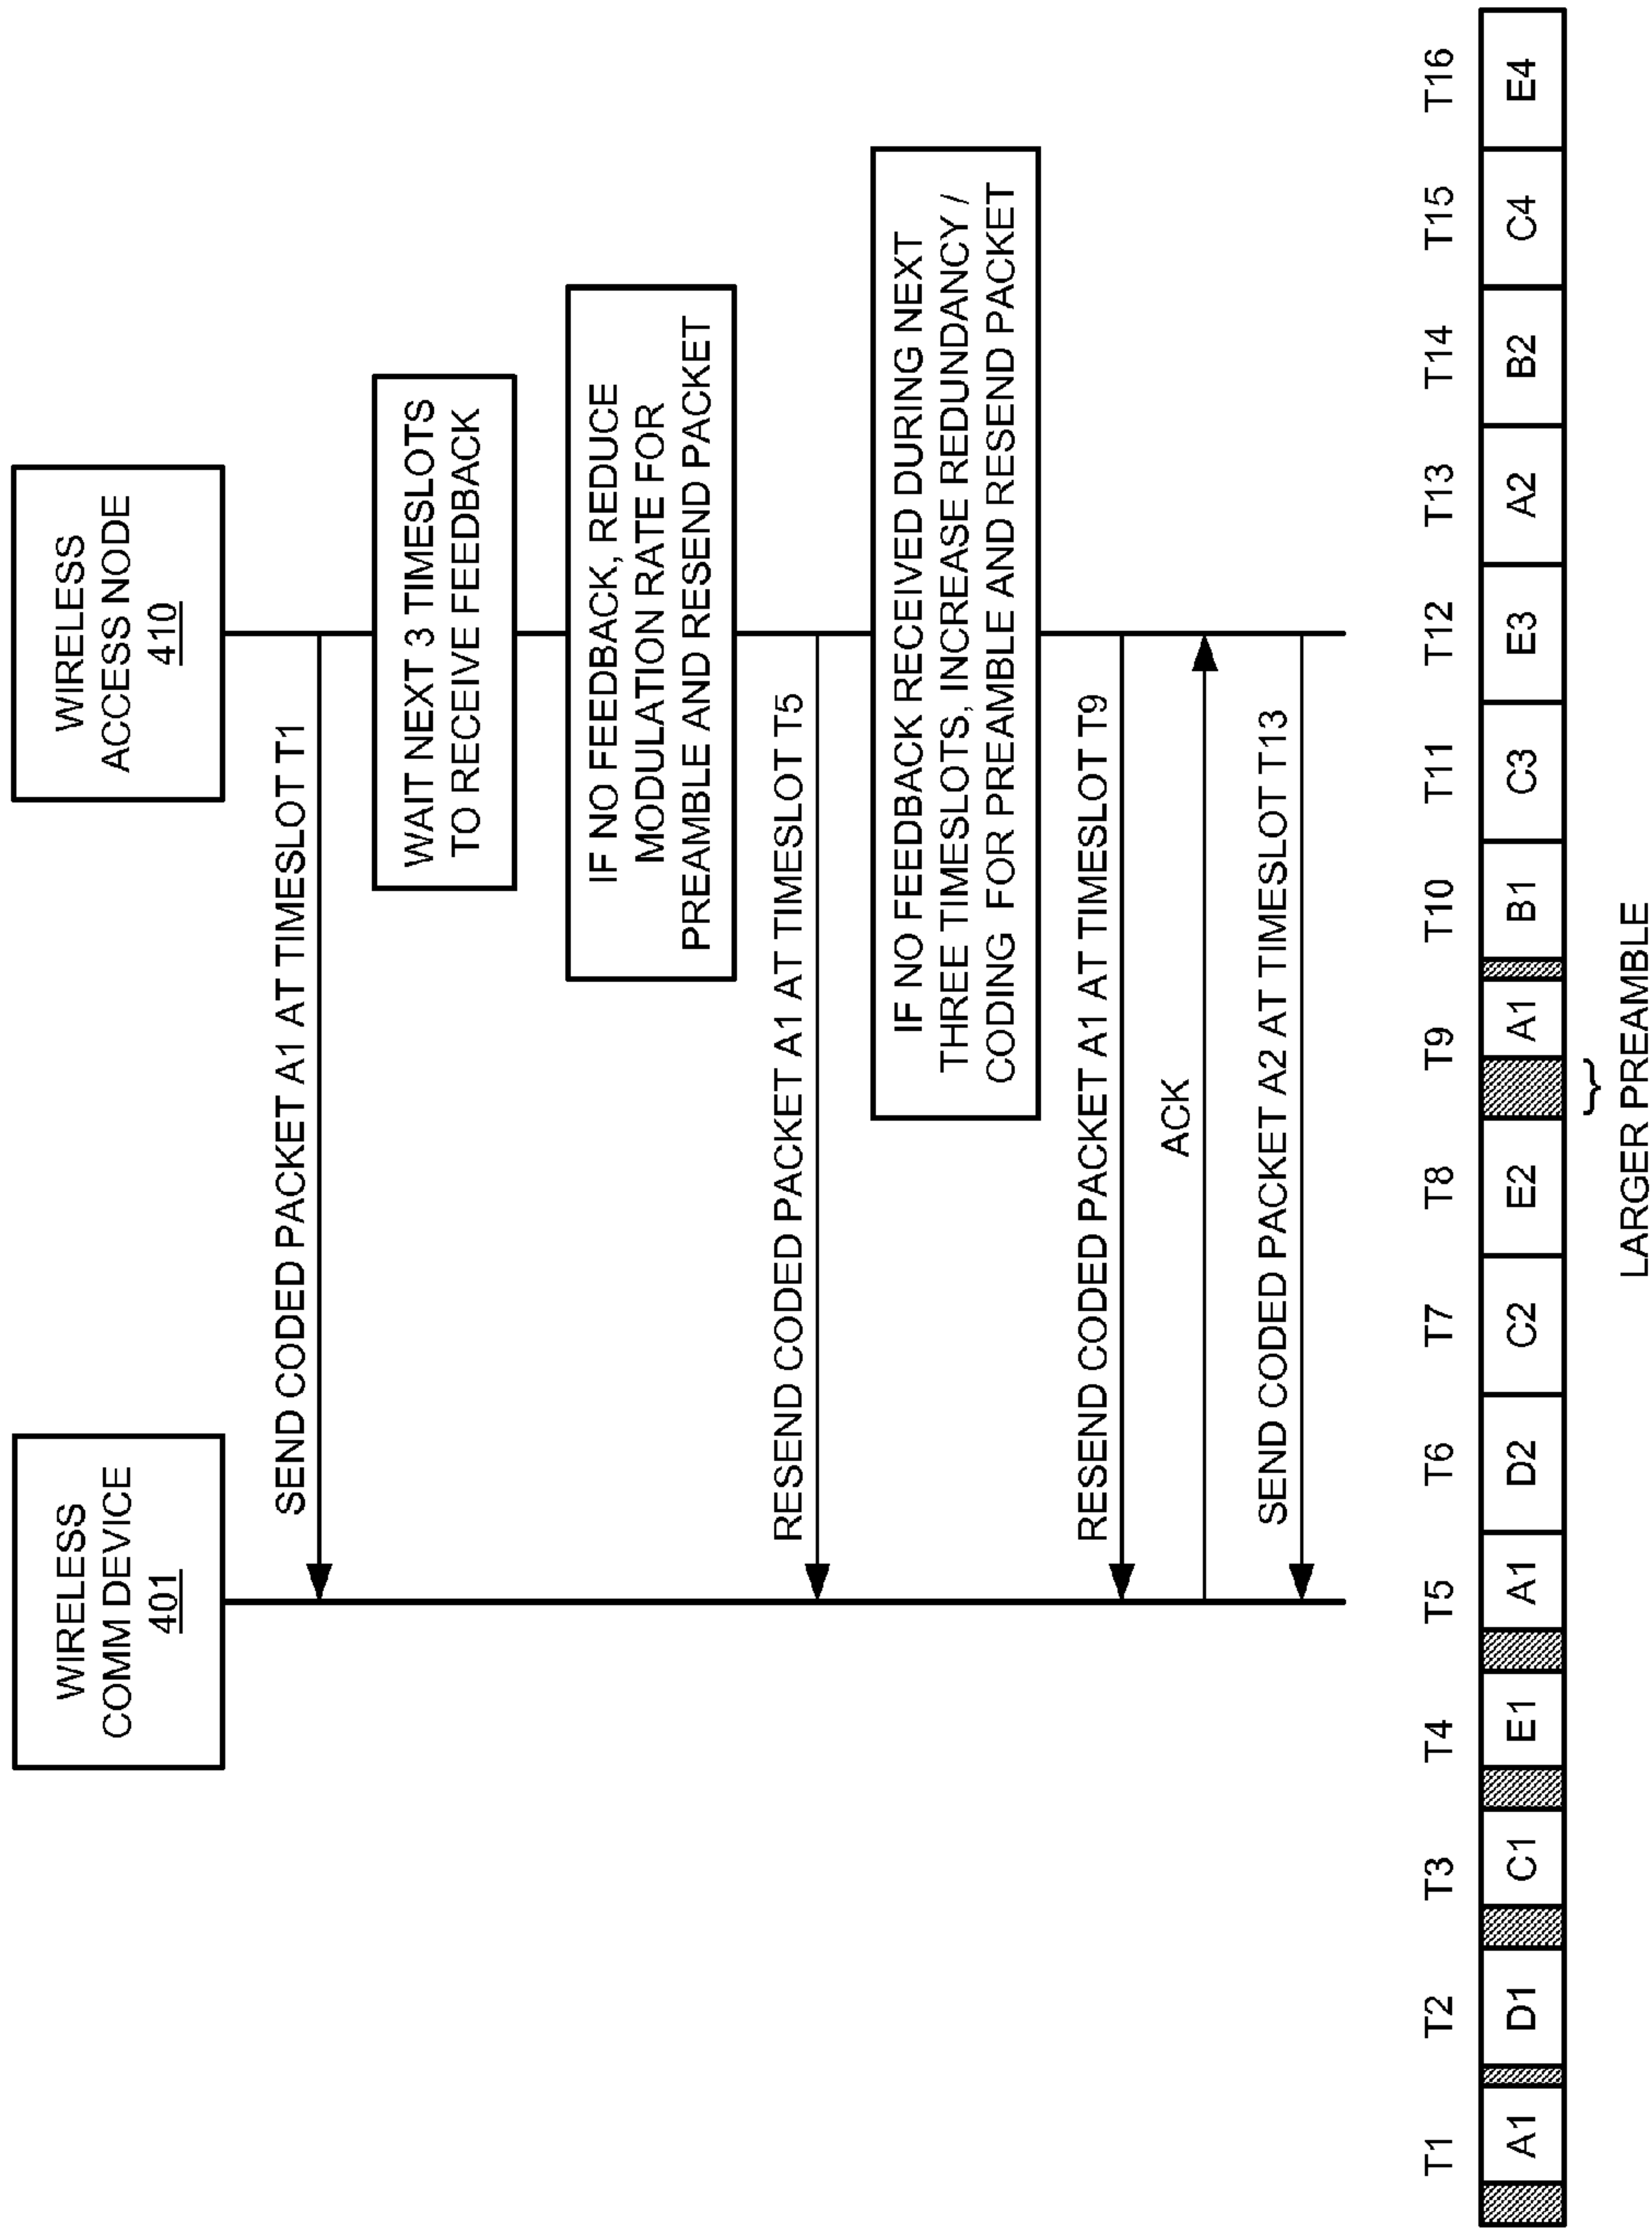 WIRELESS
COMM DEVICE
401
WIRELESS
ACCESS NODE
410
SEND CODED PACKET A1 AT TIMESLOT T1
WAIT NEXT 3 TIMESLOTS
TO RECEIVE FEEDBACK
IF NO FEEDBACK, REDUCE
MODULATION RATE FOR
PREAMBLE AND RESEND PACKET
RESEND CODED PACKET A1 AT TIMESLOT T5
IF NO FEEDBACK RECEIVED DURING NEXT
THREE TIMESLOTS, INCREASE REDUNDANCY /
CODING FOR PREAMBLE AND RESEND PACKET
RESEND CODED PACKET A1 AT TIMESLOT T9
ACK
SEND CODED PACKET A2 AT TIMESLOT T13
T1 T2 T3 T4 T5 T6 T7 T8 T9 T10 T11 T12 T13 T14 T15 T16
A1 D1 C1 E1 A1 D2 C2 E2 A1 B1 C3 E3 A2 B2 C4 E4
LARGER PREAMBLE